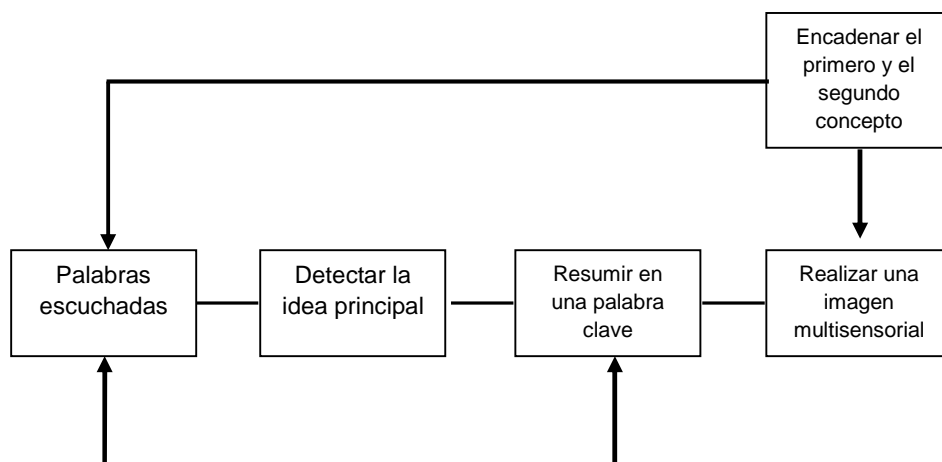 Encadenar el
primero y el
segundo
concepto
Palabras
escuchadas
Detectar la
idea principal
Resumir en
una palabra
clave
Realizar una
imagen
multisensorial